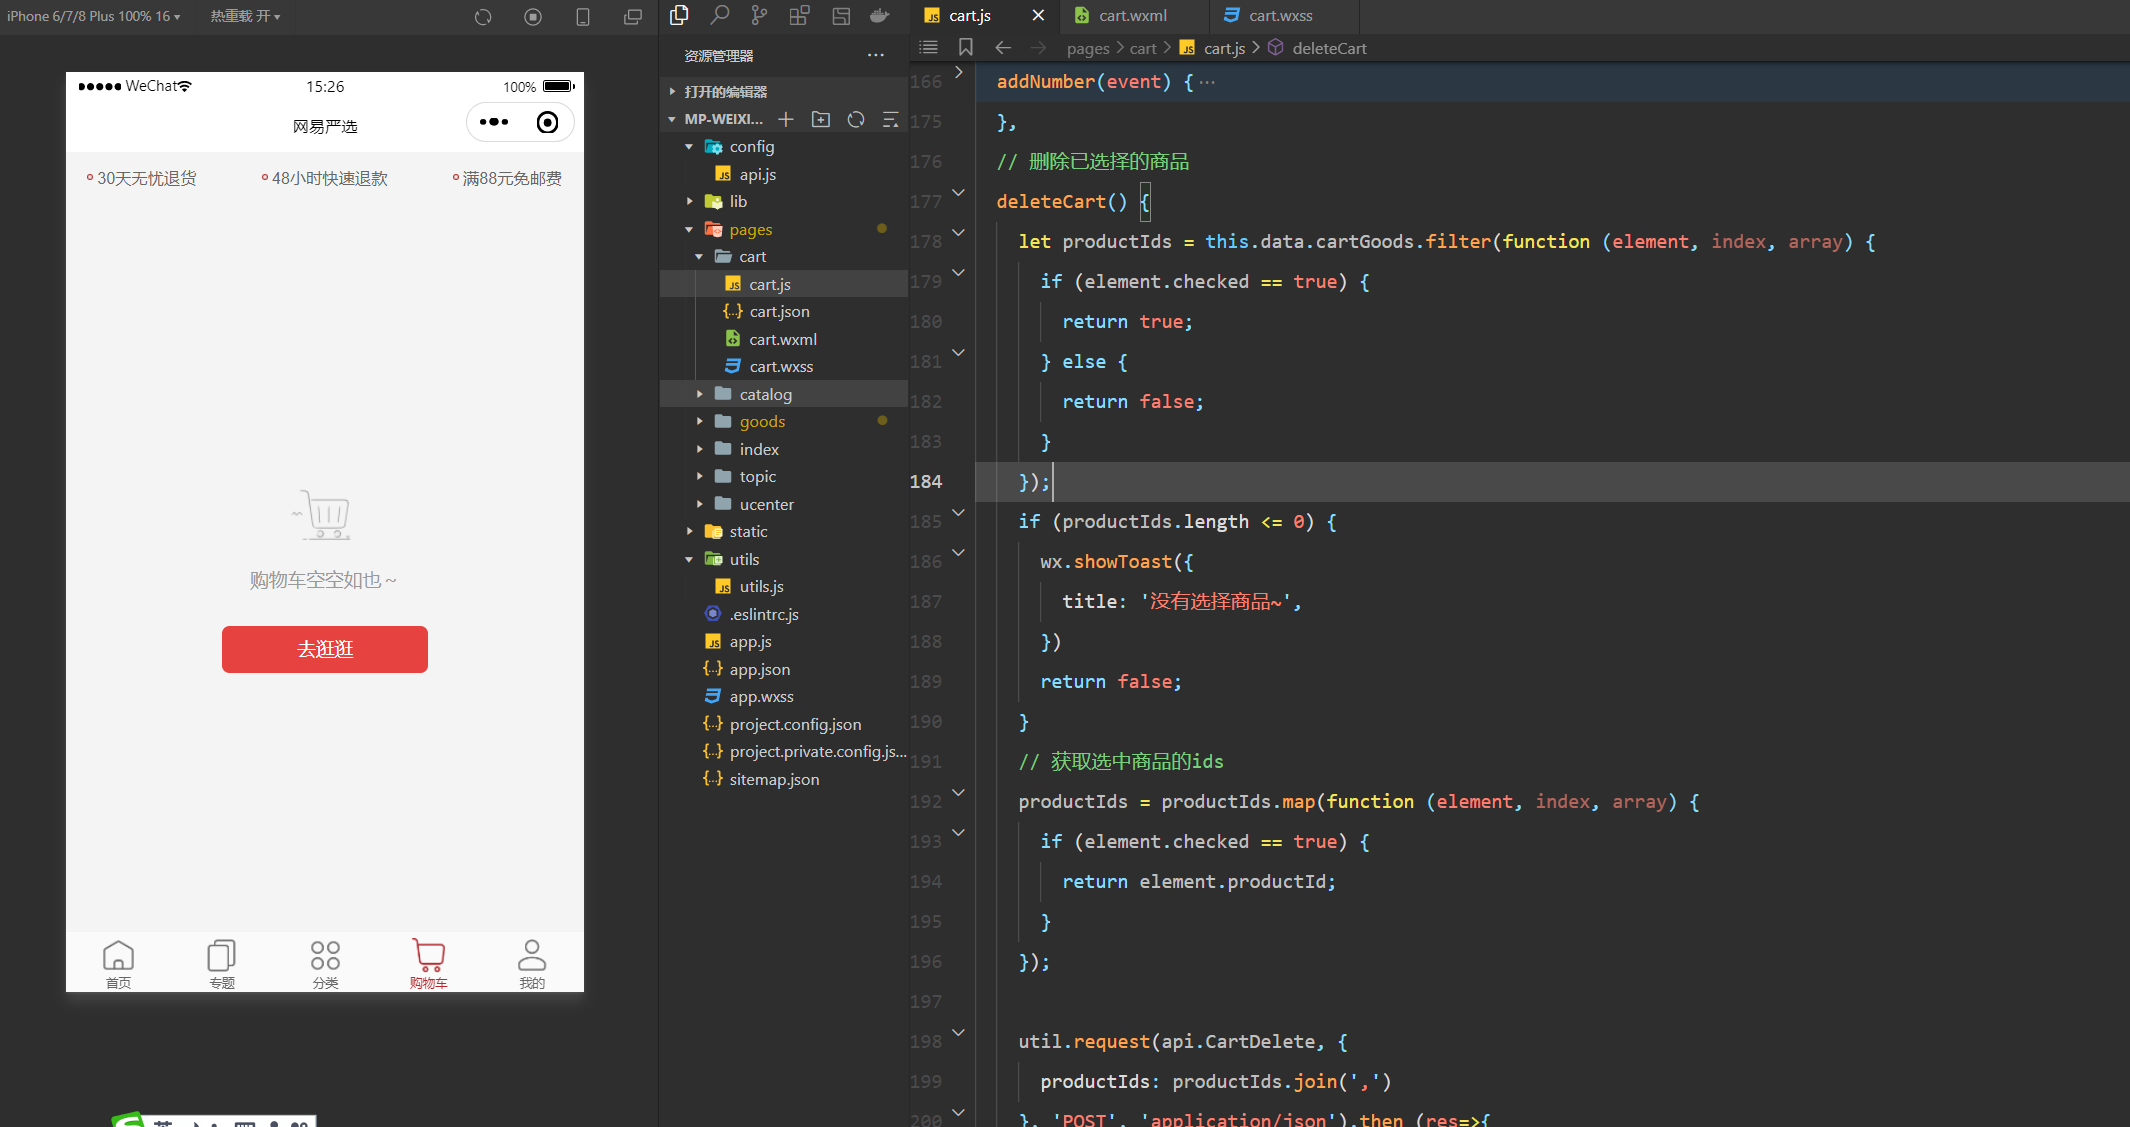 iPhone 6/7/8 Plus 100% 16
热重载 开
WeChat
15:26
100%
网易严选
30天无忧退货
48小时快速退款
满88元免邮费
购物车空空如也~
去逛逛
首页
专题
分类
购物车
我的
英
资源管理器
打开的编辑器
MP-WEIXI...
config
api.js
lib
pages
cart
cart.js
cart.json
cart.wxml
cart.wxss
catalog
goods
index
topic
ucenter
static
utils
utils.js
.eslintrc.js
app.js
app.json
app.wxss
project.config.json
project.private.config.js...
sitemap.json
cart.js
cart.wxml
cart.wxss
pages > cart > cart.js > deleteCart
166 addNumber(event) {···
175 },
176 // 删除已选择的商品
177 deleteCart() {
178 let productIds = this.data.cartGoods.filter(function (element, index, array) {
179 if (element.checked == true) {
180 return true;
181 } else {
182 return false;
183 }
184 });
185 if (productIds.length <= 0) {
186 wx.showToast({
187 title: '没有选择商品~',
188 })
189 return false;
190 }
191 // 获取选中商品的ids
192 productIds = productIds.map(function (element, index, array) {
193 if (element.checked == true) {
194 return element.productId;
195 }
196 });
197
198 util.request(api.CartDelete, {
199 productIds: productIds.join(',')
200 }, 'POST', 'application/json').then (res=>{